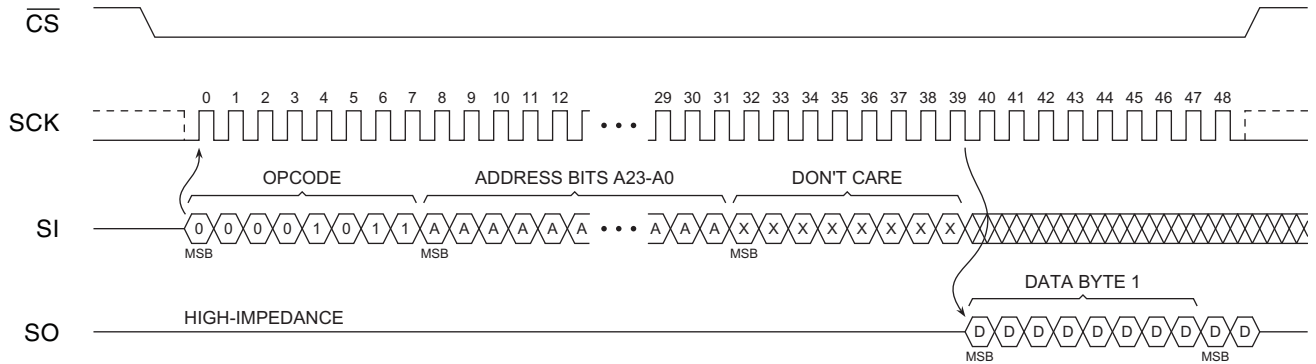 CS
SCK
0 1 2 3 4 5 6 7 8 9 10 11 12 29 30 31 32 33 34 35 36 37 38 39 40 41 42 43 44 45 46 47 48
OPCODE ADDRESS BITS A23-A0 DON'T CARE
SI 0 0 0 0 1 0 1 1 A A A A A A A A A X X X X X X X X
MSB MSB MSB
DATA BYTE 1
HIGH-IMPEDANCE
SO D D D D D D D D D D
MSB MSB